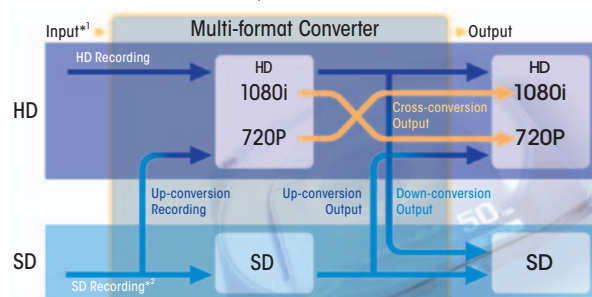 Input*1
Multi-format Converter
Output
HD Recording
HD
1080i
720P
HD
1080i
720P
HD
Cross-conversion
Output
Up-conversion
Recording
Up-conversion
Output
Down-conversion
Output
50
SD
SD Recording*2
SD
SD